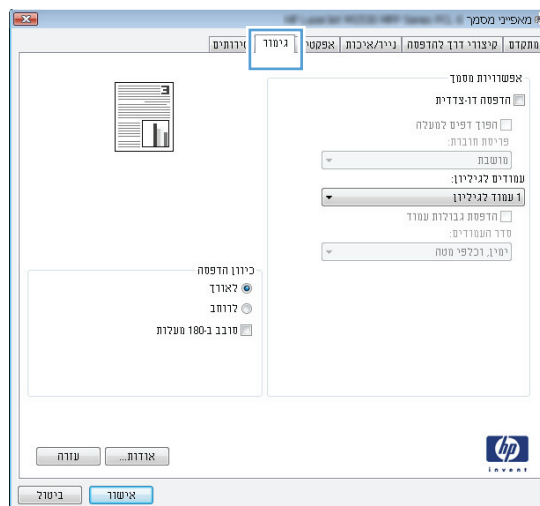 מאפייני מסמך
מתקדם
קיצורי דרך להדפסה
נייר/איכות
גימור
שירותים
אפשרויות מסמך
הדפסה דו-צדדית
הפוך דפים למעלה
פריסת חוברת:
מושבת
עמודים לגיליון:
1 עמוד לגיליון
הדפסת גבולות עמוד
סדר העמודים:
ימין, וכלפי מטה
כיוון הדפסה
לאורך
לרוחב
סובב ב-180 מעלות
hp
invent
אודות...
עזרה
אישור
ביטול